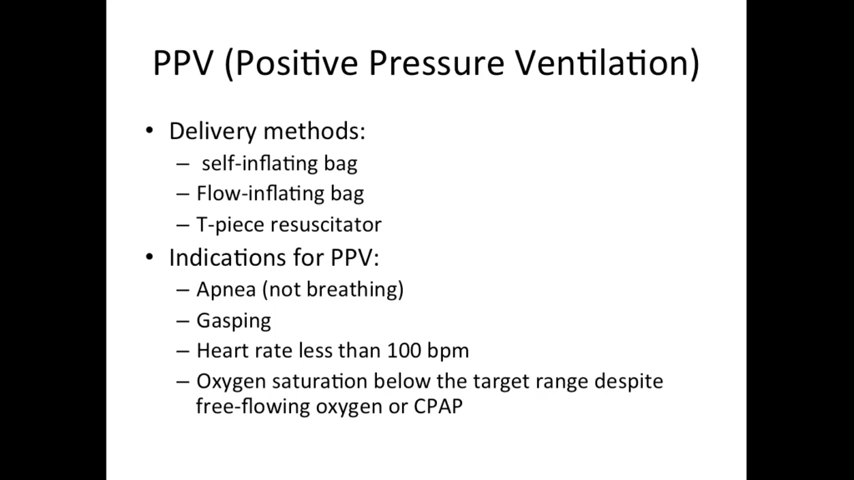 PPV (Positive Pressure Ventilation)
• Delivery methods:
– self-inflating bag
– Flow-inflating bag
– T-piece resuscitator
• Indications for PPV:
– Apnea (not breathing)
– Gasping
– Heart rate less than 100 bpm
– Oxygen saturation below the target range despite
free-flowing oxygen or CPAP